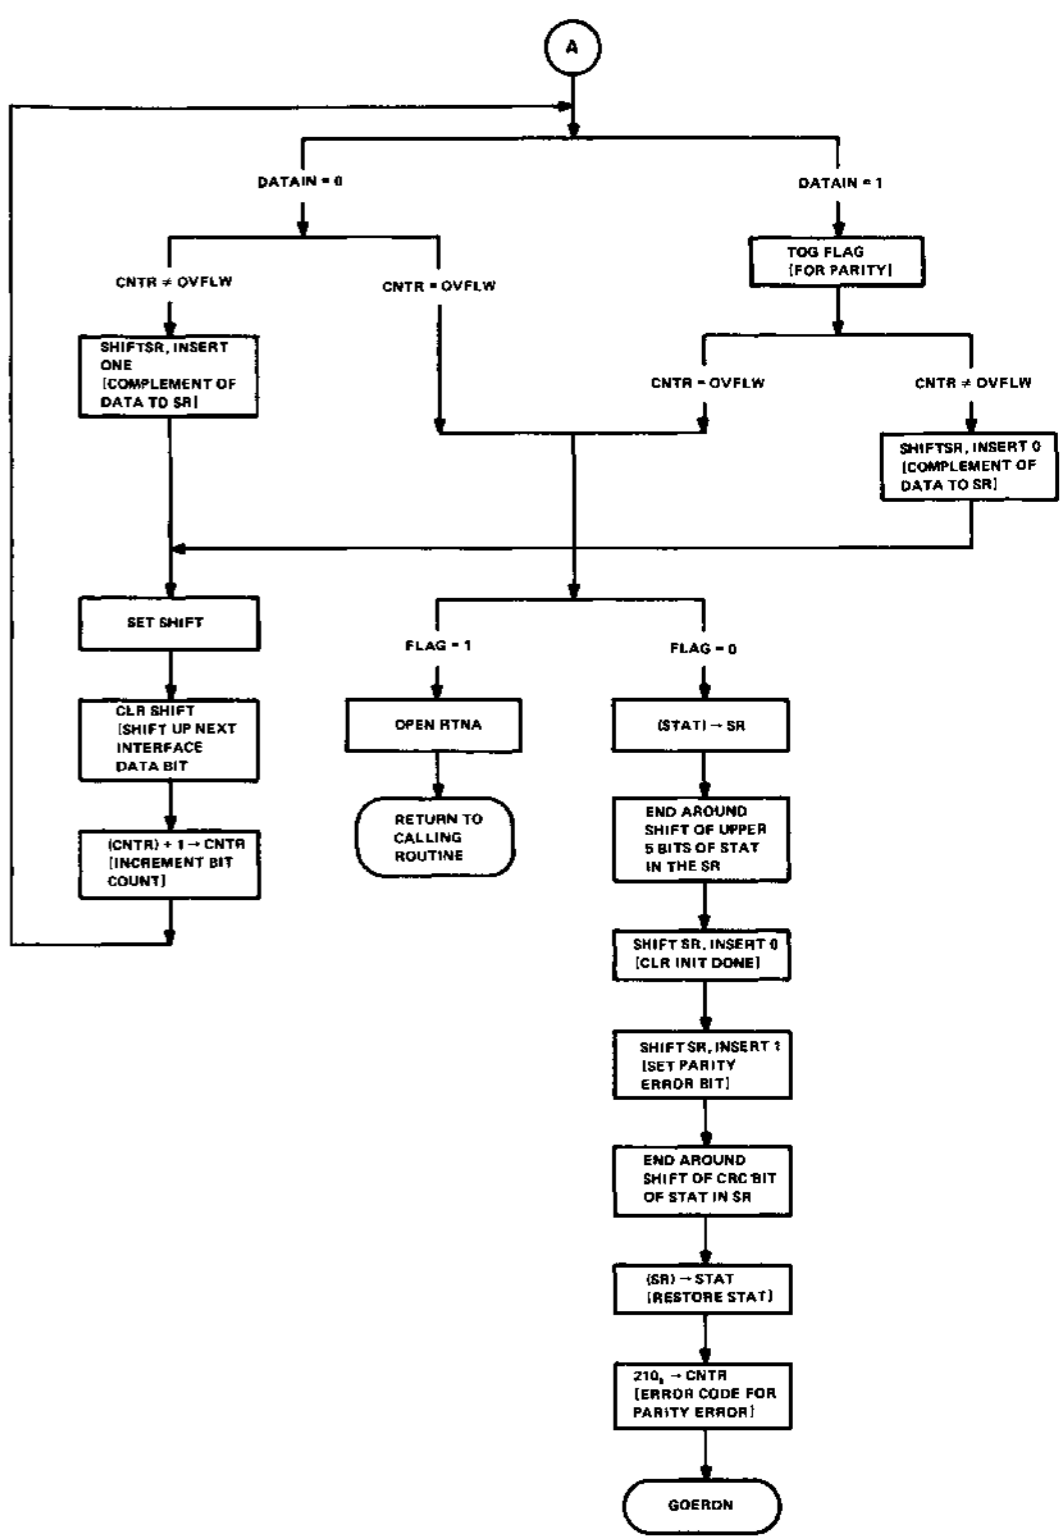 A
DATAIN = 0
DATAIN = 1
TOG FLAG
[FOR PARITY]
CNTR ≠ OVFLW
CNTR = OVFLW
SHIFTSR, INSERT
ONE
[COMPLEMENT OF
DATA TO SR]
CNTR = OVFLW
CNTR ≠ OVFLW
SHIFTSR, INSERT 0
[COMPLEMENT OF
DATA TO SR]
SET SHIFT
FLAG = 1
FLAG = 0
CLR SHIFT
[SHIFT UP NEXT
INTERFACE
DATA BIT
OPEN RTNA
(STAT) → SR
RETURN TO
CALLING
ROUTINE
END AROUND
SHIFT OF UPPER
5 BITS OF STAT
IN THE SR
(CNTR) + 1 → CNTR
[INCREMENT BIT
COUNT]
SHIFT SR, INSERT 0
[CLR INIT DONE]
SHIFTSR, INSERT 1
[SET PARITY
ERROR BIT]
END AROUND
SHIFT OF CRC BIT
OF STAT IN SR
(SR) → STAT
[RESTORE STAT]
210₈ → CNTR
[ERROR CODE FOR
PARITY ERROR]
GOERDN